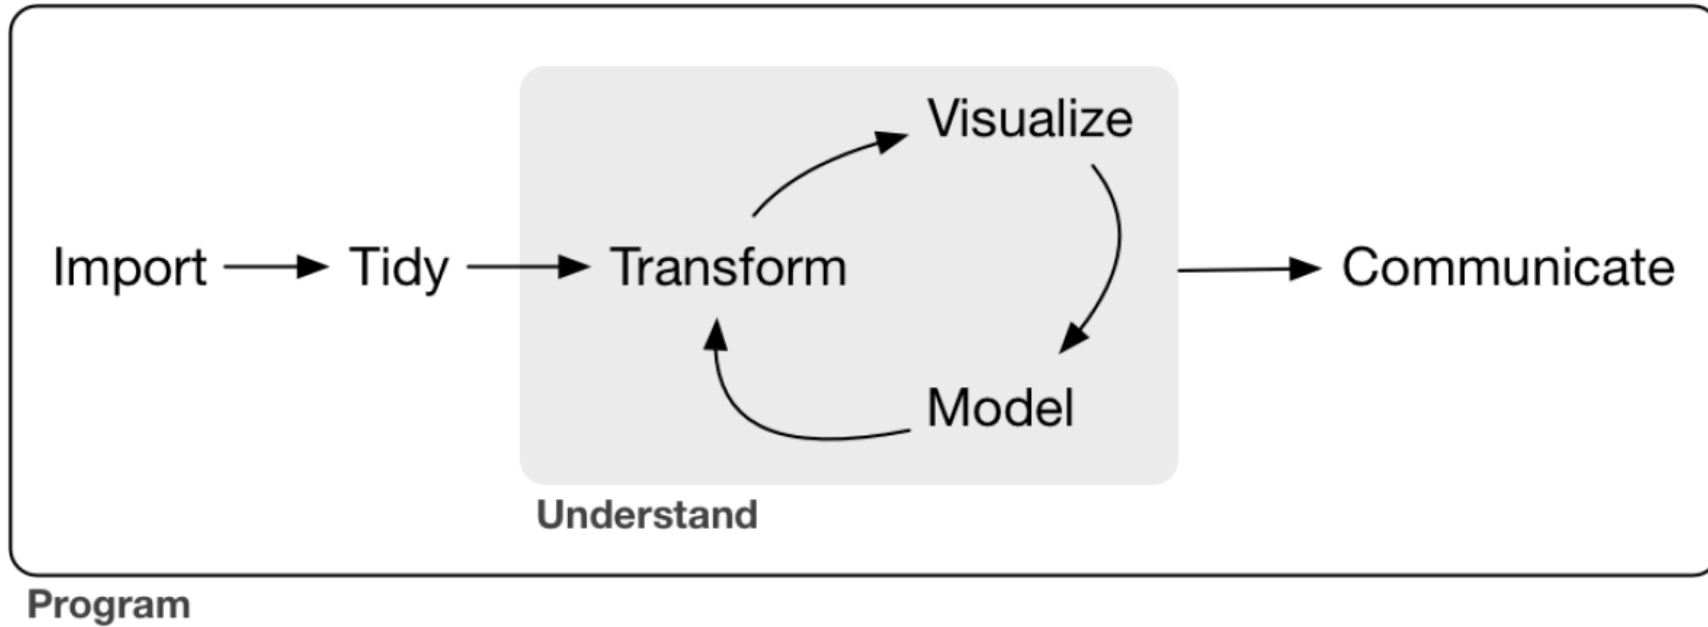 Visualize
Import Tidy Transform Communicate
Model
Understand
Program